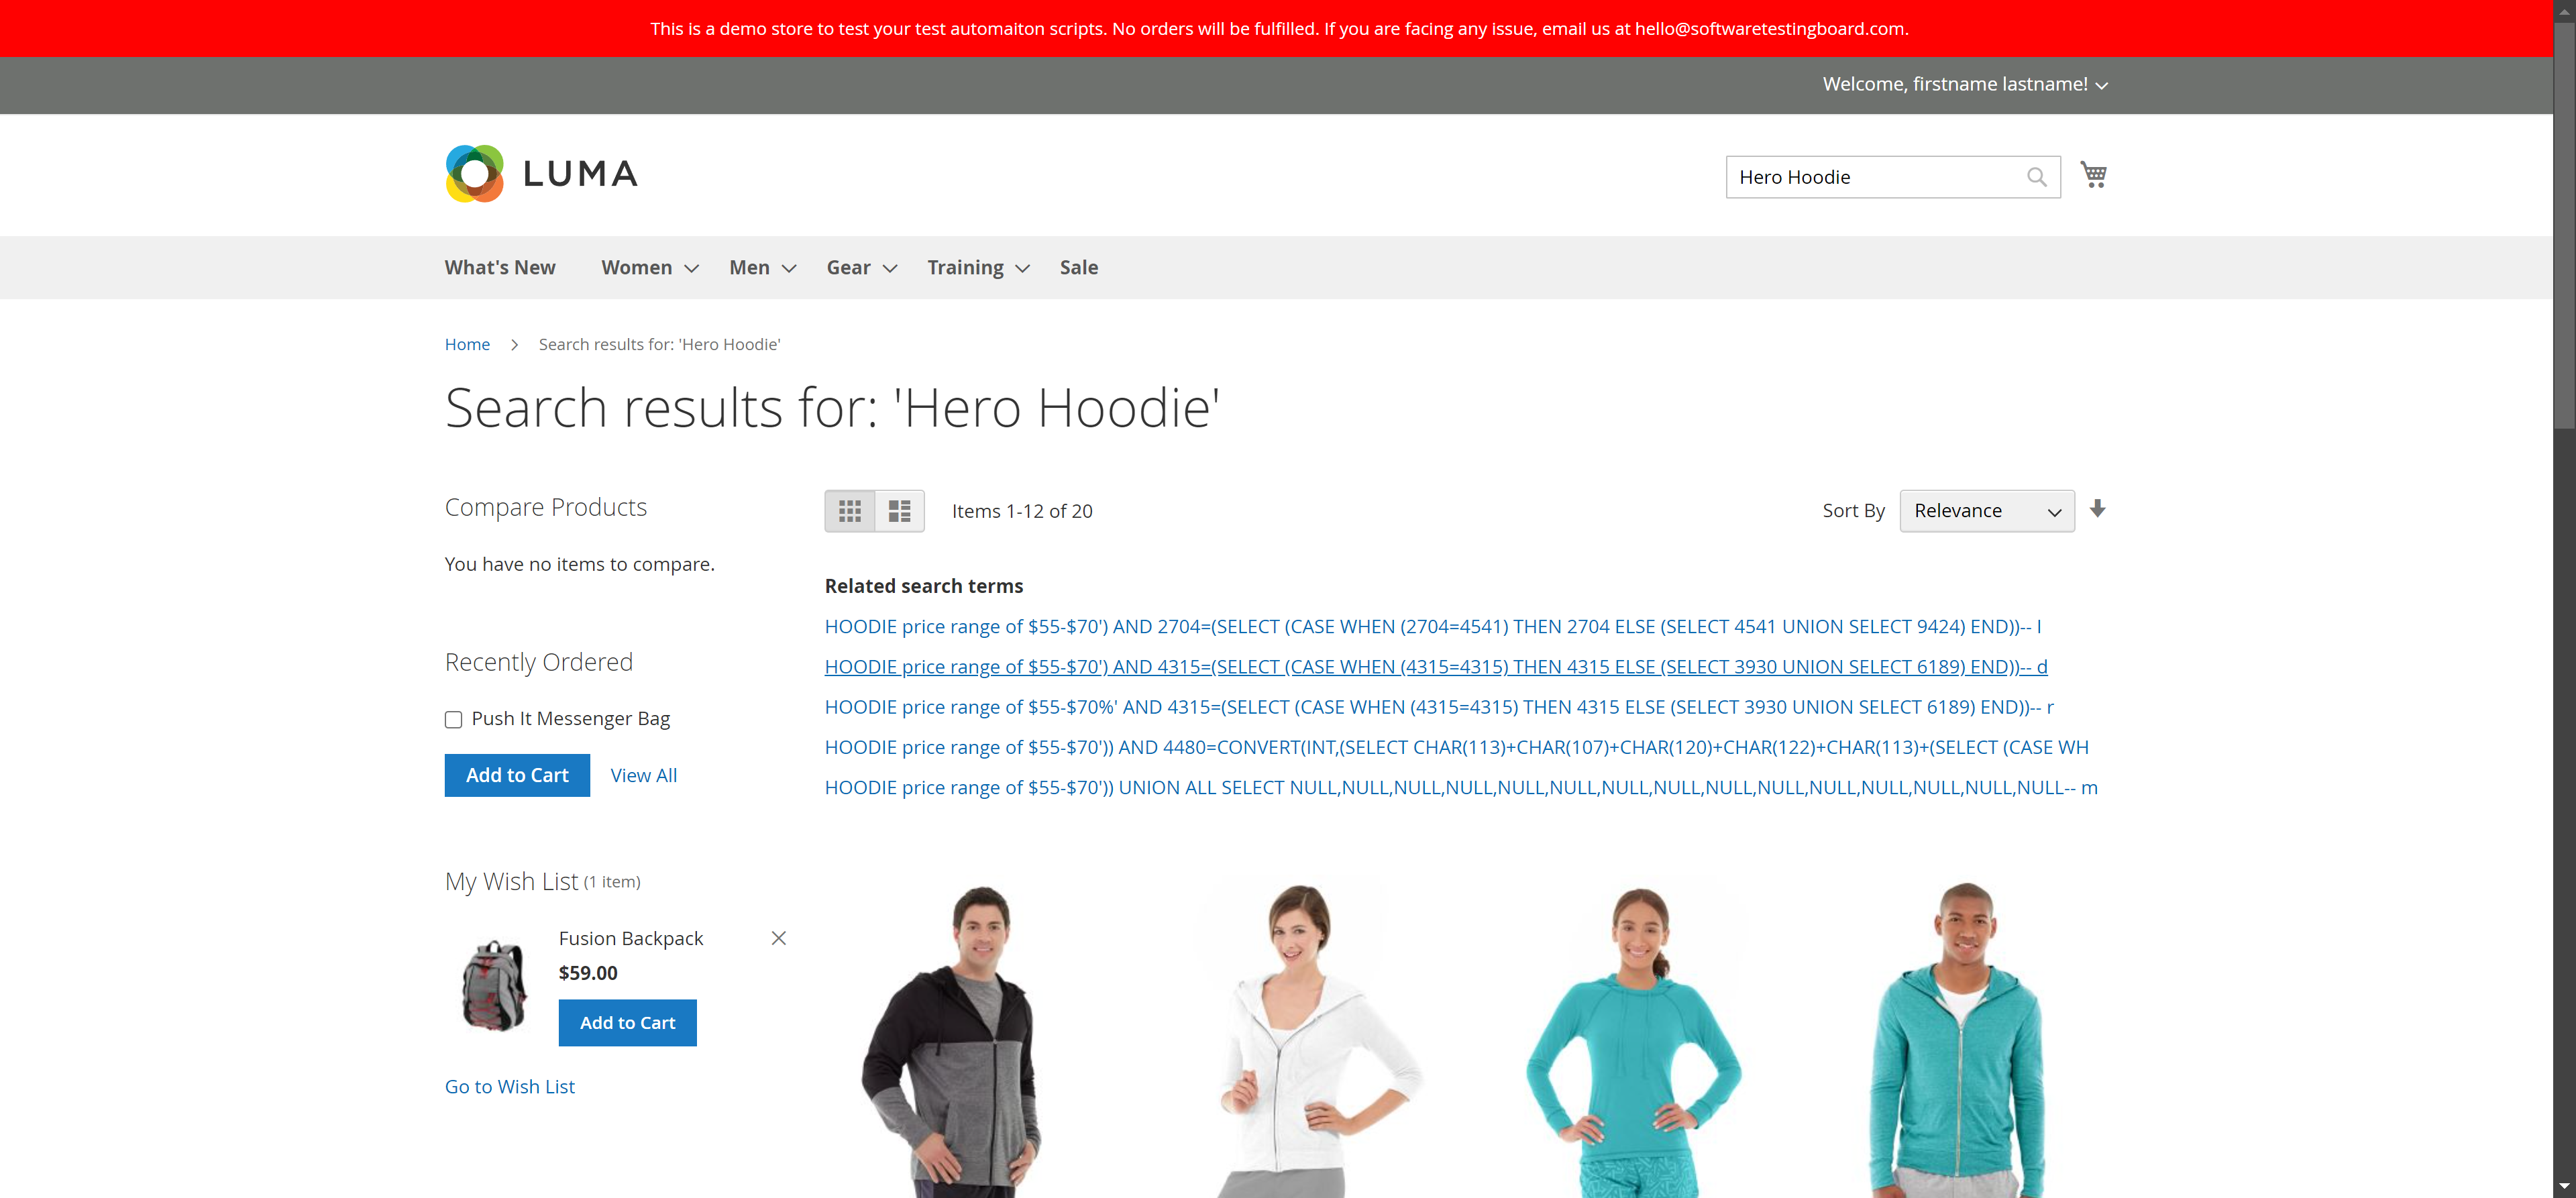 This is a demo store to test your test automaiton scripts. No orders will be fulfilled. If you are facing any issue, email us at hello@softwaretestingboard.com.
Welcome, firstname lastname!
LUMA
Hero Hoodie
What's New Women Men Gear Training Sale
Home Search results for: 'Hero Hoodie'
Search results for: 'Hero Hoodie'
Compare Products
You have no items to compare.
Recently Ordered
Push It Messenger Bag
Add to Cart View All
My Wish List (1 item)
Fusion Backpack
$59.00
Add to Cart
Go to Wish List
Items 1-12 of 20
Sort By Relevance
Related search terms
HOODIE price range of $55-$70') AND 2704=(SELECT (CASE WHEN (2704=4541) THEN 2704 ELSE (SELECT 4541 UNION SELECT 9424) END))-- l
HOODIE price range of $55-$70') AND 4315=(SELECT (CASE WHEN (4315=4315) THEN 4315 ELSE (SELECT 3930 UNION SELECT 6189) END))-- d
HOODIE price range of $55-$70%' AND 4315=(SELECT (CASE WHEN (4315=4315) THEN 4315 ELSE (SELECT 3930 UNION SELECT 6189) END))-- r
HOODIE price range of $55-$70')) AND 4480=CONVERT(INT,(SELECT CHAR(113)+CHAR(107)+CHAR(120)+CHAR(122)+CHAR(113)+(SELECT (CASE WH
HOODIE price range of $55-$70')) UNION ALL SELECT NULL,NULL,NULL,NULL,NULL,NULL,NULL,NULL,NULL,NULL,NULL,NULL,NULL,NULL,NULL-- m